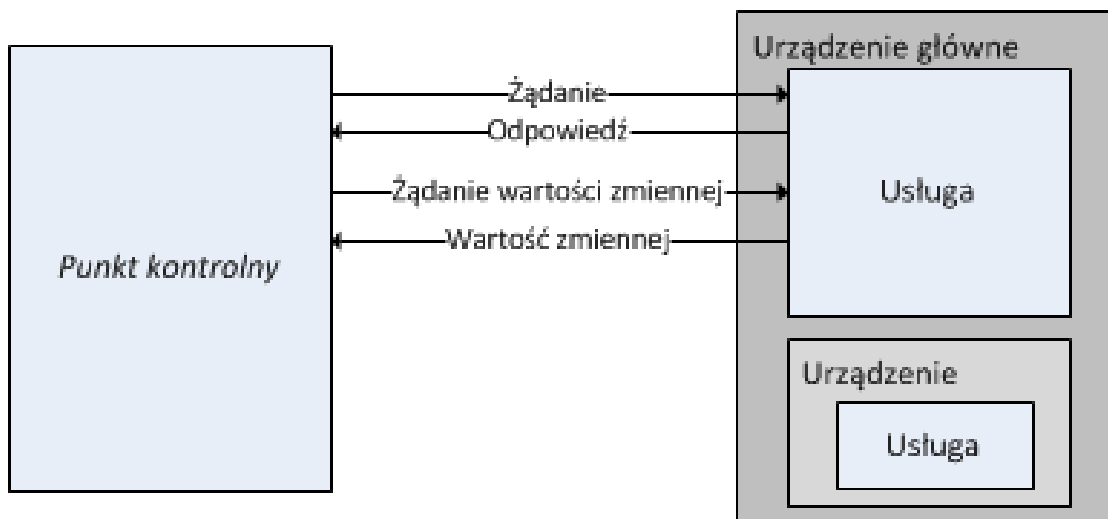 Urządzenie główne
Żądanie
Odpowiedź
Żądanie wartości zmiennej
Usługa
Wartość zmiennej
Punkt kontrolny
Urządzenie
Usługa